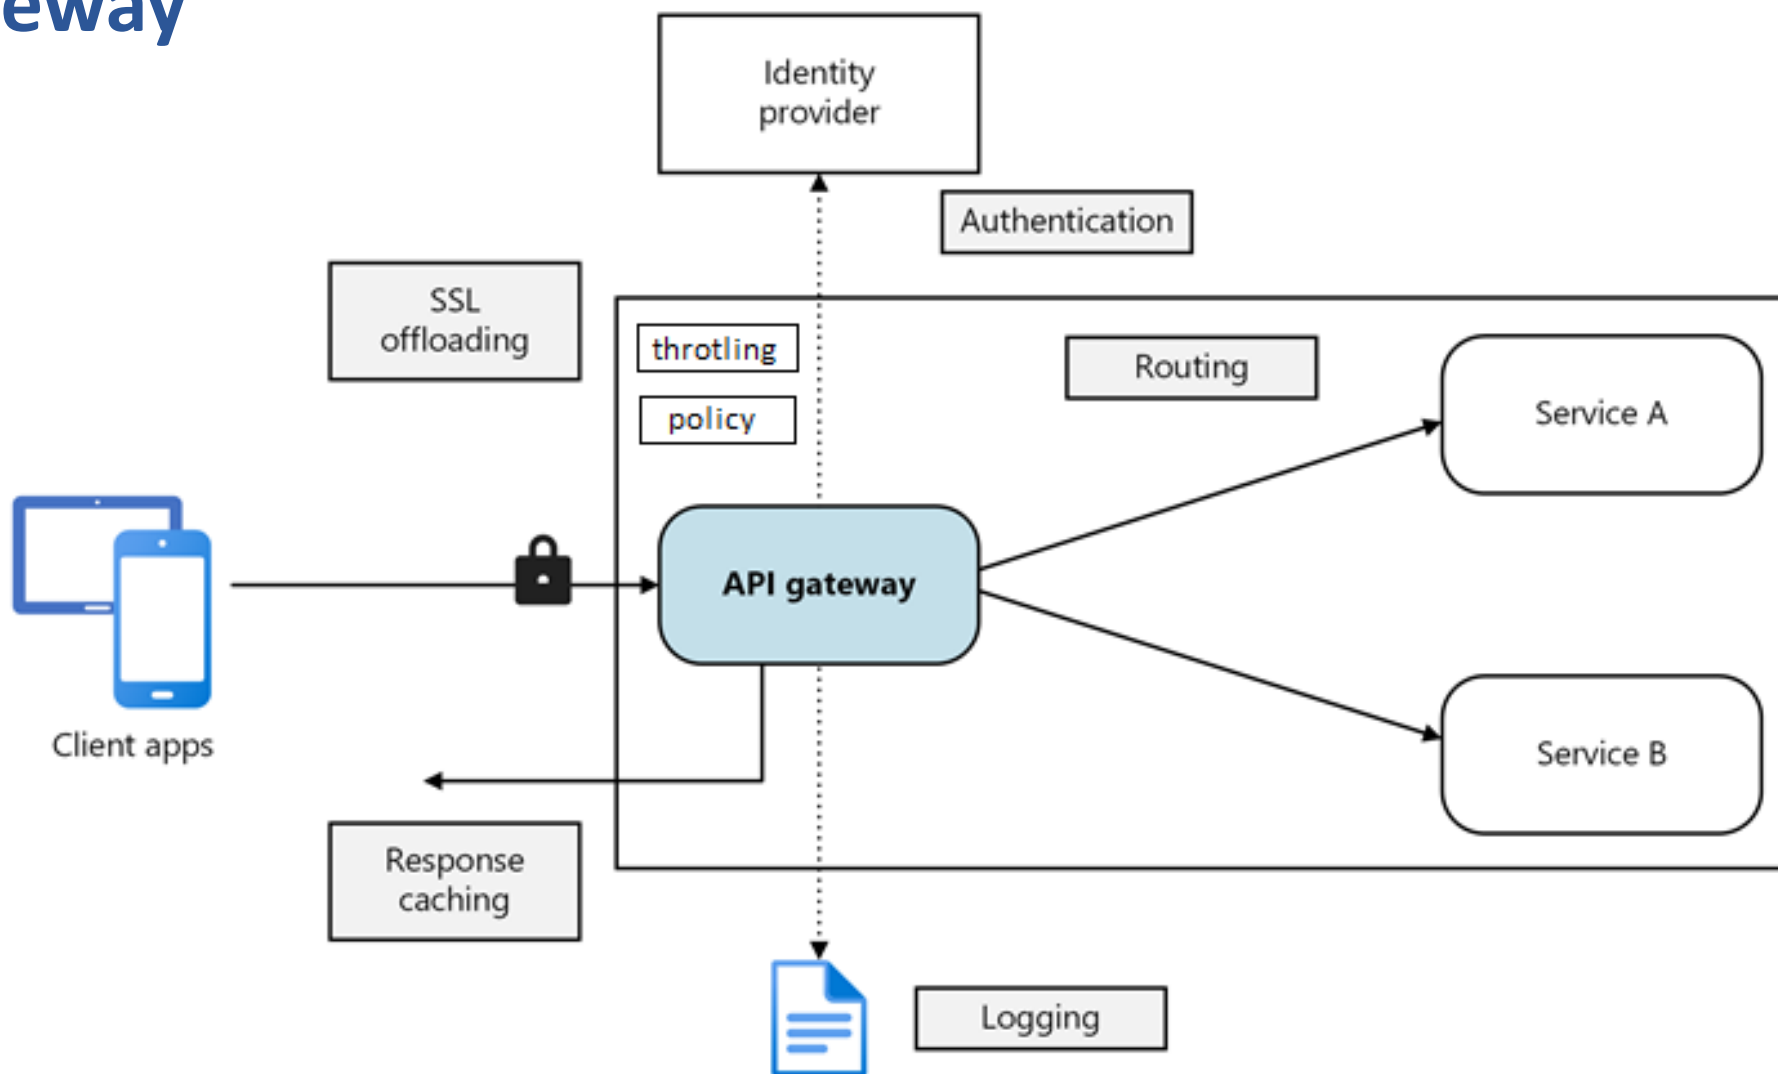 eway
Identity
provider
Authentication
SSL
offloading
throtling
policy
Routing
Service A
API gateway
Client apps
Service B
Response
caching
Logging